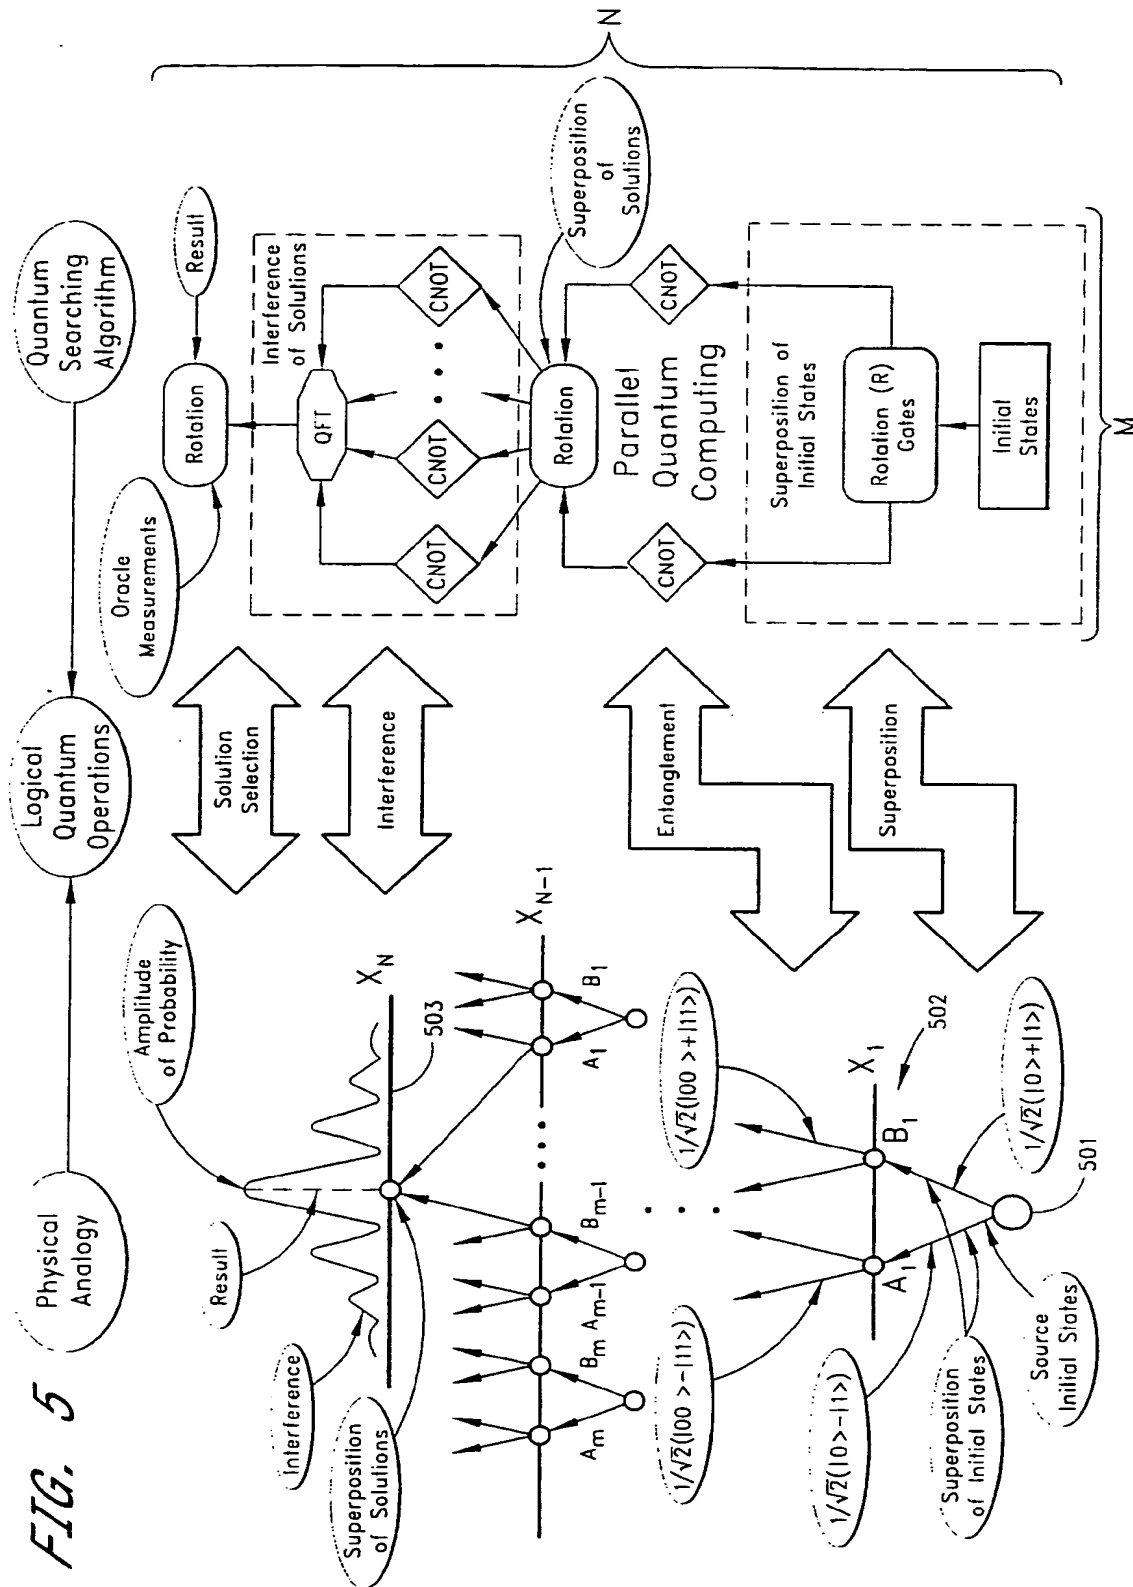 FIG. 5
Physical
Analogy
Logical
Quantum
Operations
Quantum
Searching
Algorithm
Amplitude
of Probability
Result
Interference
Superposition
of Solutions
X_N
503
X_N-1
A_m
B_m
A_m-1
B_m-1
A_1
B_1
1/√2(|00>-|11>)
1/√2(|00>+|11>)
X_1
502
A_1
B_1
1/√2(|0>-|1>)
1/√2(|0>+|1>)
Superposition
of Initial States
Source
Initial States
501
Solution
Selection
Interference
Entanglement
Superposition
Oracle
Measurements
Result
Rotation
Interference
of Solutions
QFT
CNOT
CNOT
CNOT
Superposition
of
Solutions
Rotation
Parallel
Quantum
Computing
CNOT
CNOT
Superposition of
Initial States
Rotation (R)
Gates
Initial
States
N
M